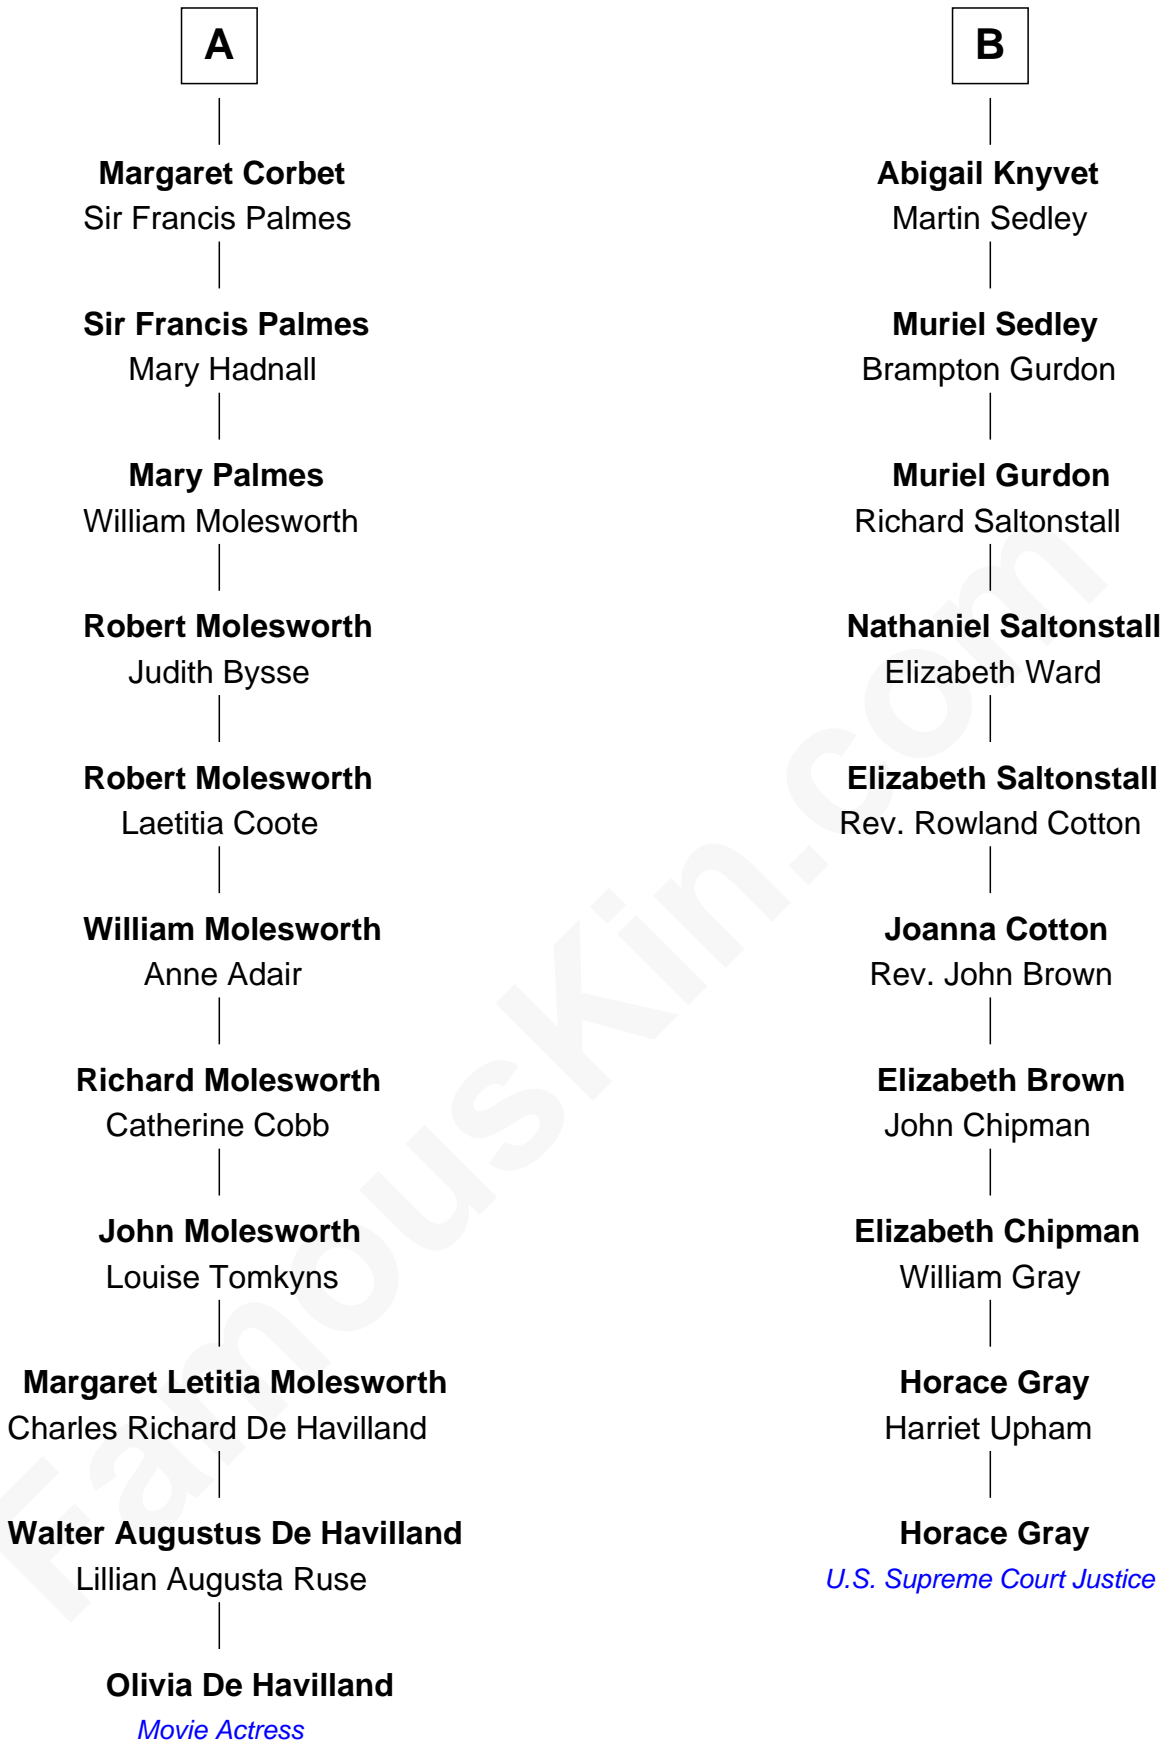 A
Margaret Corbet
Sir Francis Palmes
Sir Francis Palmes
Mary Hadnall
Mary Palmes
William Molesworth
Robert Molesworth
Judith Bysse
Robert Molesworth
Laetitia Coote
William Molesworth
Anne Adair
Richard Molesworth
Catherine Cobb
John Molesworth
Louise Tomkyns
Margaret Letitia Molesworth
Charles Richard De Havilland
Walter Augustus De Havilland
Lillian Augusta Ruse
Olivia De Havilland
Movie Actress
B
Abigail Knyvet
Martin Sedley
Muriel Sedley
Brampton Gurdon
Muriel Gurdon
Richard Saltonstall
Nathaniel Saltonstall
Elizabeth Ward
Elizabeth Saltonstall
Rev. Rowland Cotton
Joanna Cotton
Rev. John Brown
Elizabeth Brown
John Chipman
Elizabeth Chipman
William Gray
Horace Gray
Harriet Upham
Horace Gray
U.S. Supreme Court Justice
FamousKin.com